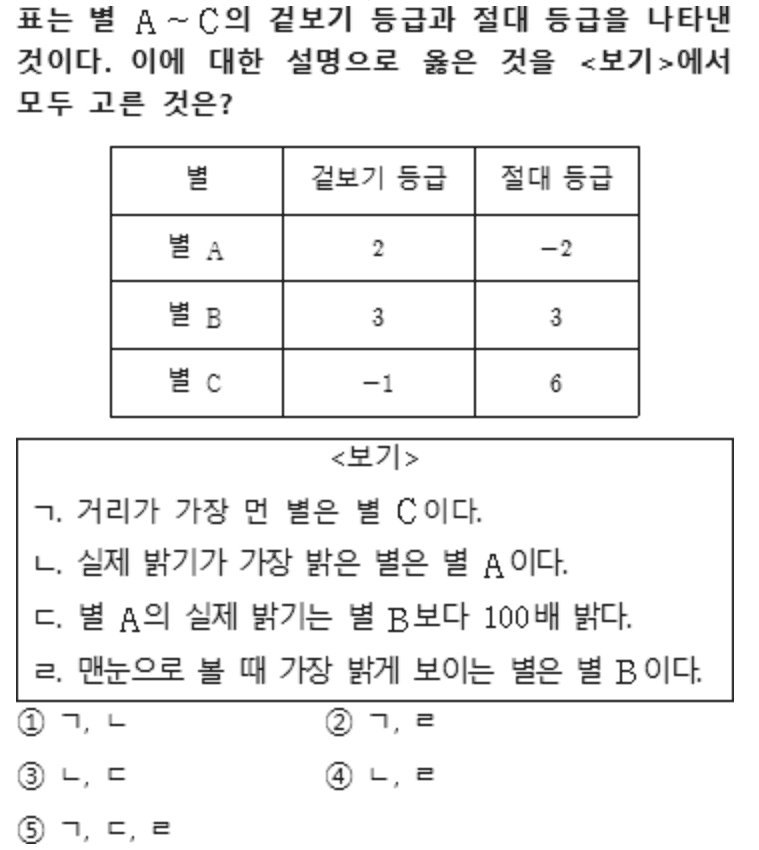 표는 별 A ~ C의 겉보기 등급과 절대 등급을 나타낸
것이다. 이에 대한 설명으로 옳은 것을 <보기>에서
모두 고른 것은?
별 겉보기 등급 절대 등급
별 A 2 -2
별 B 3 3
별 C -1 6
<보기>
ㄱ. 거리가 가장 먼 별은 별 C이다.
ㄴ. 실제 밝기가 가장 밝은 별은 별 A이다.
ㄷ. 별 A의 실제 밝기는 별 B보다 100배 밝다.
ㄹ. 맨눈으로 볼 때 가장 밝게 보이는 별은 별 B이다.
① ㄱ, ㄴ ② ㄱ, ㄹ
③ ㄴ, ㄷ ④ ㄴ, ㄹ
⑤ ㄱ, ㄷ, ㄹ